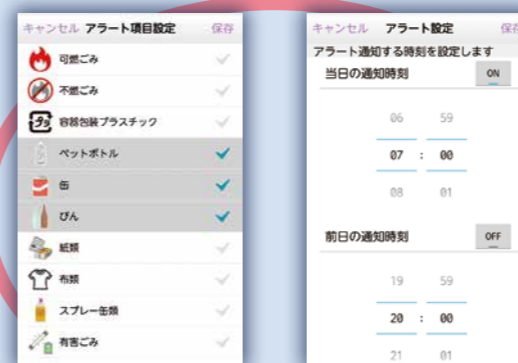 キャンセル アラート項目設定 保存
可燃ごみ
不燃ごみ
プラ 容器包装プラスチック
ペットボトル
缶
びん
紙類
布類
スプレー缶類
有害ごみ
キャンセル アラート設定 保存
アラート通知する時刻を設定します
当日の通知時刻 ON
06 59
07 : 00
08 01
前日の通知時刻 OFF
19 59
20 : 00
21 01